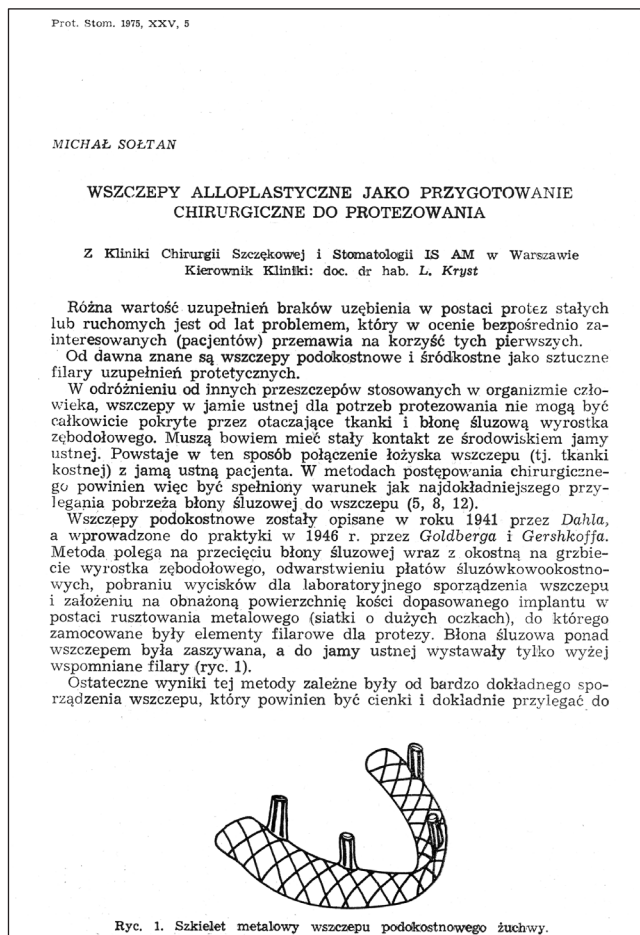 Prot. Stom. 1975, XXV, 5
MICHAŁ SOŁTAN
WSZCZEPY ALLOPLASTYCZNE JAKO PRZYGOTOWANIE
CHIRURGICZNE DO PROTEZOWANIA
Z Kliniki Chirurgii Szczękowej i Stomatologii IS AM w Warszawie
Kierownik Kliniki: doc. dr hab. L. Kryst
Różna wartość uzupełnień braków uzębienia w postaci protez stałych
lub ruchomych jest od lat problemem, który w ocenie bezpośrednio za-
interesowanych (pacjentów) przemawia na korzyść tych pierwszych.
Od dawna znane są wszczepy podokostnowe i śródkostne jako sztuczne
filary uzupełnień protetycznych.
W odróżnieniu od innych przeszczepów stosowanych w organizmie czło-
wieka, wszczepy w jamie ustnej dla potrzeb protezowania nie mogą być
całkowicie pokryte przez otaczające tkanki i błonę śluzową wyrostka
zębodołowego. Muszą bowiem mieć stały kontakt ze środowiskiem jamy
ustnej. Powstaje w ten sposób połączenie łożyska wszczepu (tj. tkanki
kostnej) z jamą ustną pacjenta. W metodach postępowania chirurgiczne-
go powinien więc być spełniony warunek jak najdokładniejszego przy-
legania pobrzeża błony śluzowej do wszczepu (5, 8, 12).
Wszczępy podokostnowe zostały opisane w roku 1941 przez Dahla,
a wprowadzone do praktyki w 1946 r. przez Goldberga i Gershkoffa.
Metoda polega na przecięciu błony śluzowej wraz z okostną na grzbie-
cie wyrostka zębodołowego, odwarstwieniu płatów śluzówkowookostno-
wych, pobraniu wycisków dla laboratoryjnego sporządzenia wszczepu
i założeniu na obnażoną powierzchnię kości dopasowanego implantu w
postaci rusztowania metalowego (siatki o dużych oczkach), do którego
zamocowane były elementy filarowe dla protezy. Błona śluzowa ponad
wszczepem była zaszywana, a do jamy ustnej wystawały tylko wyżej
wspomniane filary (ryc. 1).
Ostateczne wyniki tej metody zależne były od bardzo dokładnego spo-
rządzenia wszczepu, który powinien być cienki i dokładnie przylegać do
Ryc. 1. Szkielet metalowy wszczepu podokostnowego żuchwy.